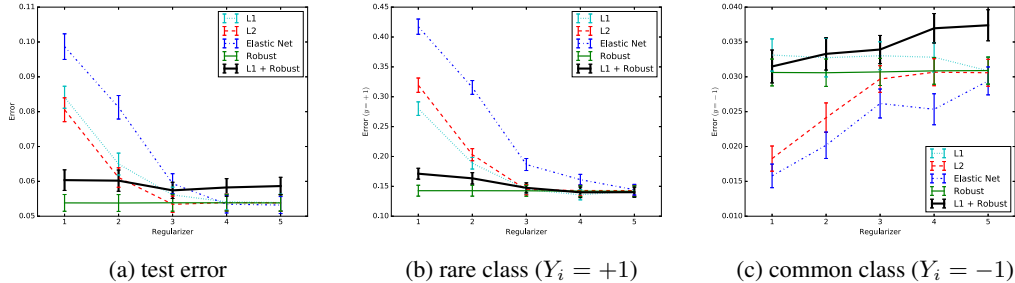 L1
L2
Elastic Net
Robust
L1 + Robust
0.11
0.10
0.09
0.08
0.07
0.06
0.05
Error
1 2 3 4 5
Regularizer
(a) test error
L1
L2
Elastic Net
Robust
L1 + Robust
0.45
0.40
0.35
0.30
0.25
0.20
0.15
0.10
Error (y = +1)
1 2 3 4 5
Regularizer
(b) rare class (Yi = +1)
L1
L2
Elastic Net
Robust
L1 + Robust
0.040
0.035
0.030
0.025
0.020
0.015
0.010
Error (y = −1)
1 2 3 4 5
Regularizer
(c) common class (Yi = −1)